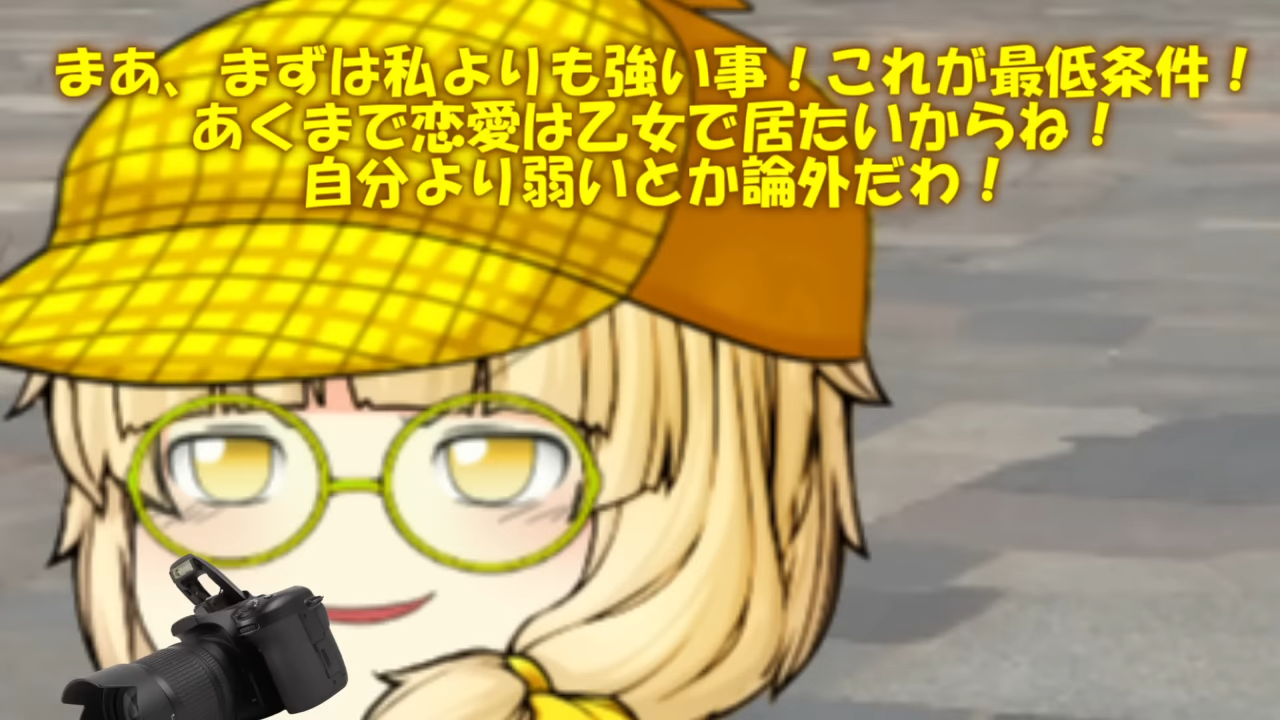 まあ、まずは私よりも強い事！これが最低条件！
あくまで恋愛は乙女で居たいからね！
自分より弱いとか論外だわ！